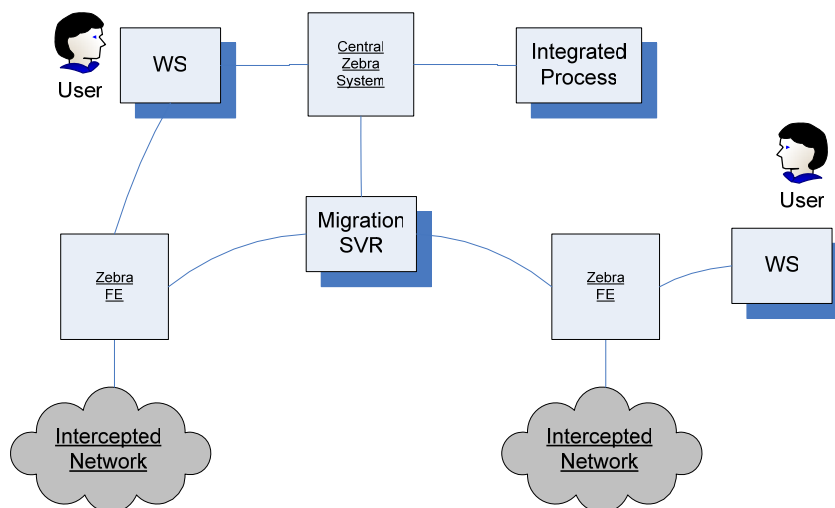 User
WS
Central
Zebra
System
Integrated
Process
User
Migration
SVR
Zebra
FE
Zebra
FE
WS
Intercepted
Network
Intercepted
Network